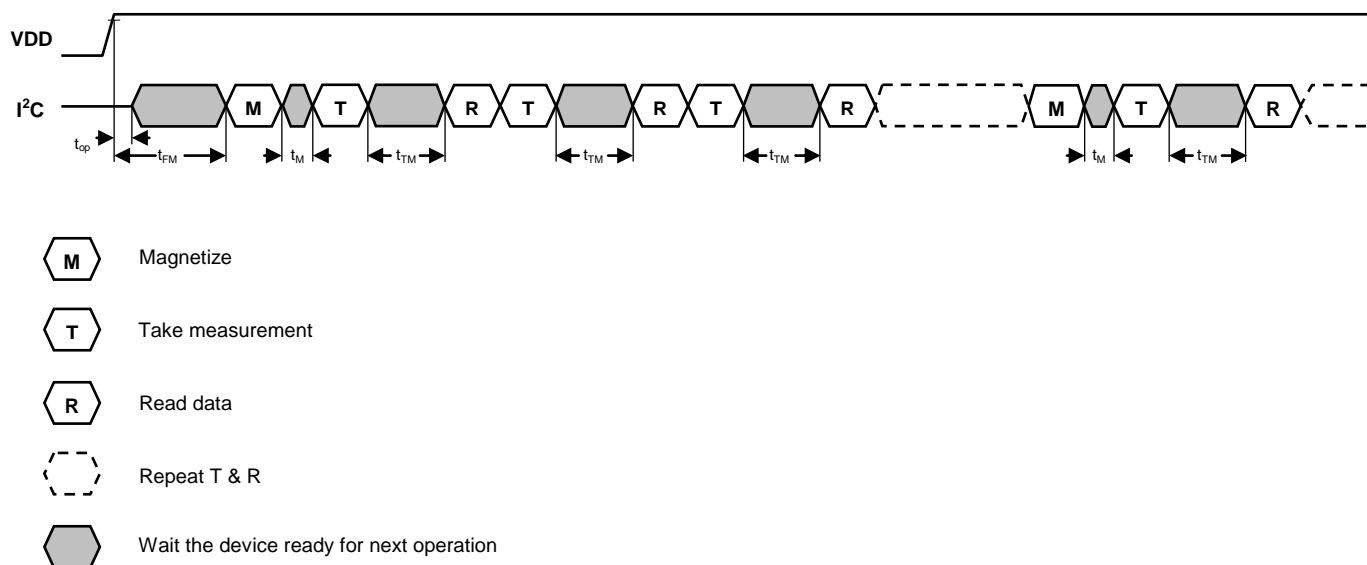 VDD
I²C M T R T R T R M T R
t_op t_FM t_M t_TM t_TM t_TM t_M t_TM
M Magnetize
T Take measurement
R Read data
Repeat T & R
Wait the device ready for next operation